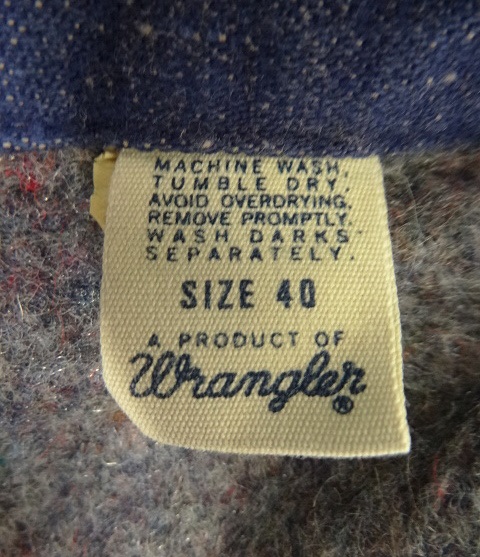 MACHINE WASH.
TUMBLE DRY.
AVOID OVERDRYING.
REMOVE PROMPTLY.
WASH DARKS
SEPARATELY.
SIZE 40
A PRODUCT OF
Wrangler®